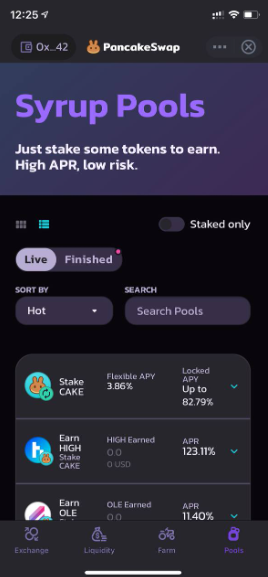 12:25
0x...42
PancakeSwap
Syrup Pools
Just stake some tokens to earn.
High APR, low risk.
Staked only
Live
Finished
SORT BY
SEARCH
Hot
Search Pools
Stake
CAKE
Flexible APY
3.86%
Locked
APY
Up to
82.79%
Earn
HIGH
Stake
CAKE
HIGH Earned
0.0
0 USD
APR
123.11%
Earn
OLE
OLE Earned
0.0
APR
11.40%
Exchange
Liquidity
Farm
Pools